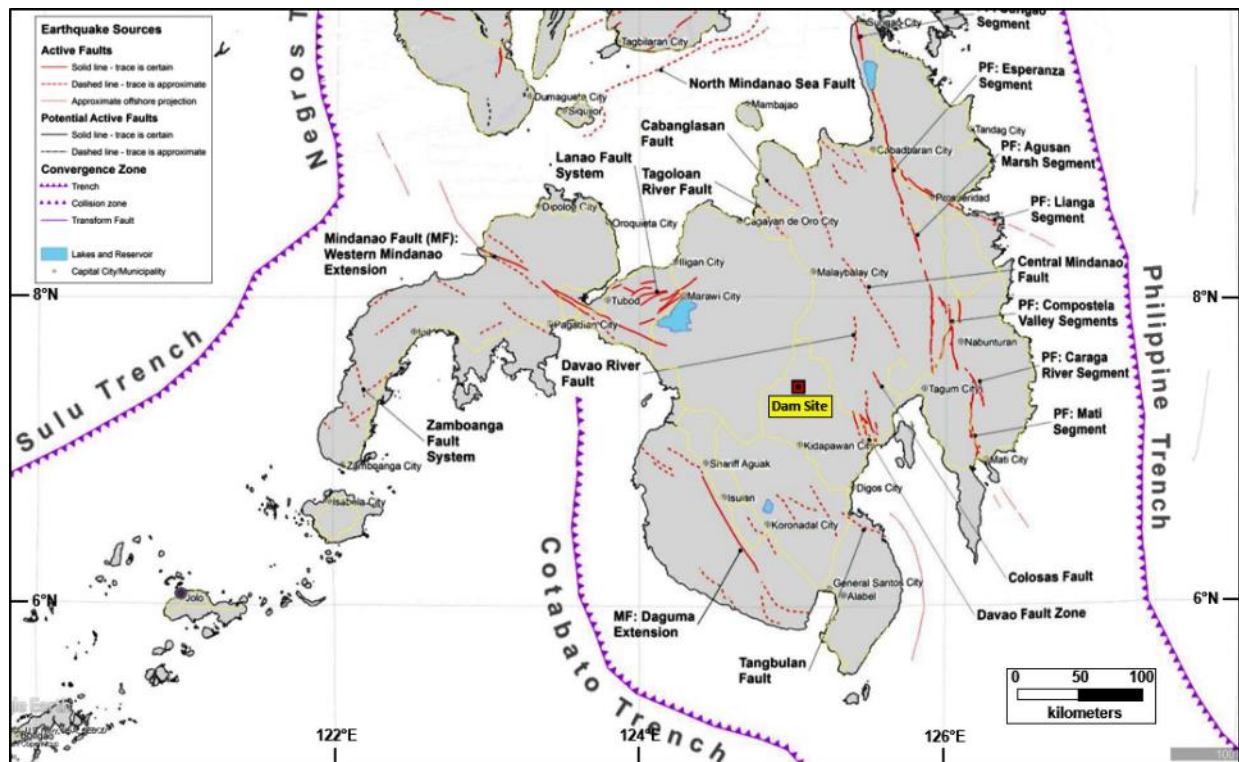 Earthquake Sources
Active Faults
Solid line - trace is certain
Dashed line - trace is approximate
Approximate offshore projection
Potential Active Faults
Solid line - trace is certain
Dashed line - trace is approximate
Convergence Zone
Trench
Collision zone
Transform Fault
Lakes and Reservoir
Capital City/Municipality
Negros T
Tagbilaran City
Surigao City
Segment
PF: Esperanza
Segment
North Mindanao Sea Fault
Dumaguete City
Siquijor
Mambajao
Cabanglasan
Fault
Tandag City
Cabadbaran City
PF: Agusan
Marsh Segment
Lanao Fault
System
Tagoloan
River Fault
Prosperidad
Dipolog City
Oroquieta City
Cagayan de Oro City
PF: Lianga
Segment
Mindanao Fault (MF):
Western Mindanao
Extension
Iligan City
Malaybalay City
Central Mindanao
Fault
8°N
Tubod
Marawi City
8°N
PF: Compostela
Valley Segments
Pagadian City
Ipil
Nabunturan
Sulu Trench
Davao River
Fault
PF: Caraga
River Segment
Tagum City
Dam Site
PF: Mati
Segment
Philippine Trench
Zamboanga
Fault
System
Kidapawan City
Zamboanga City
Shariff Aguak
Mati City
Isabela City
Isulan
Digos City
Koronadal City
Cotabato Trench
Colosas Fault
General Santos City
Alabel
Jolo
6°N
6°N
MF: Daguma
Extension
Davao Fault Zone
Tangbulan
Fault
0 50 100
kilometers
Bongao
122°E
124°E
126°E